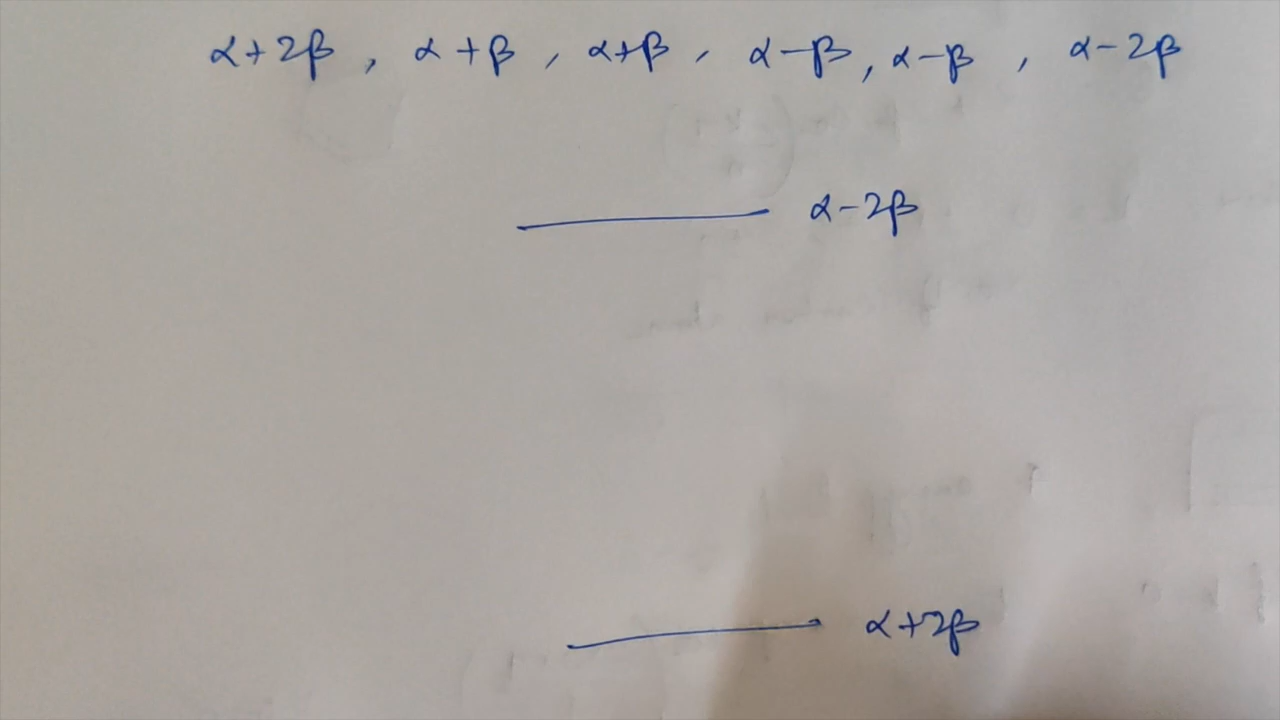 α+2β, α+β, α+β, α-β, α-β, α-2β
α-2β
α+2β